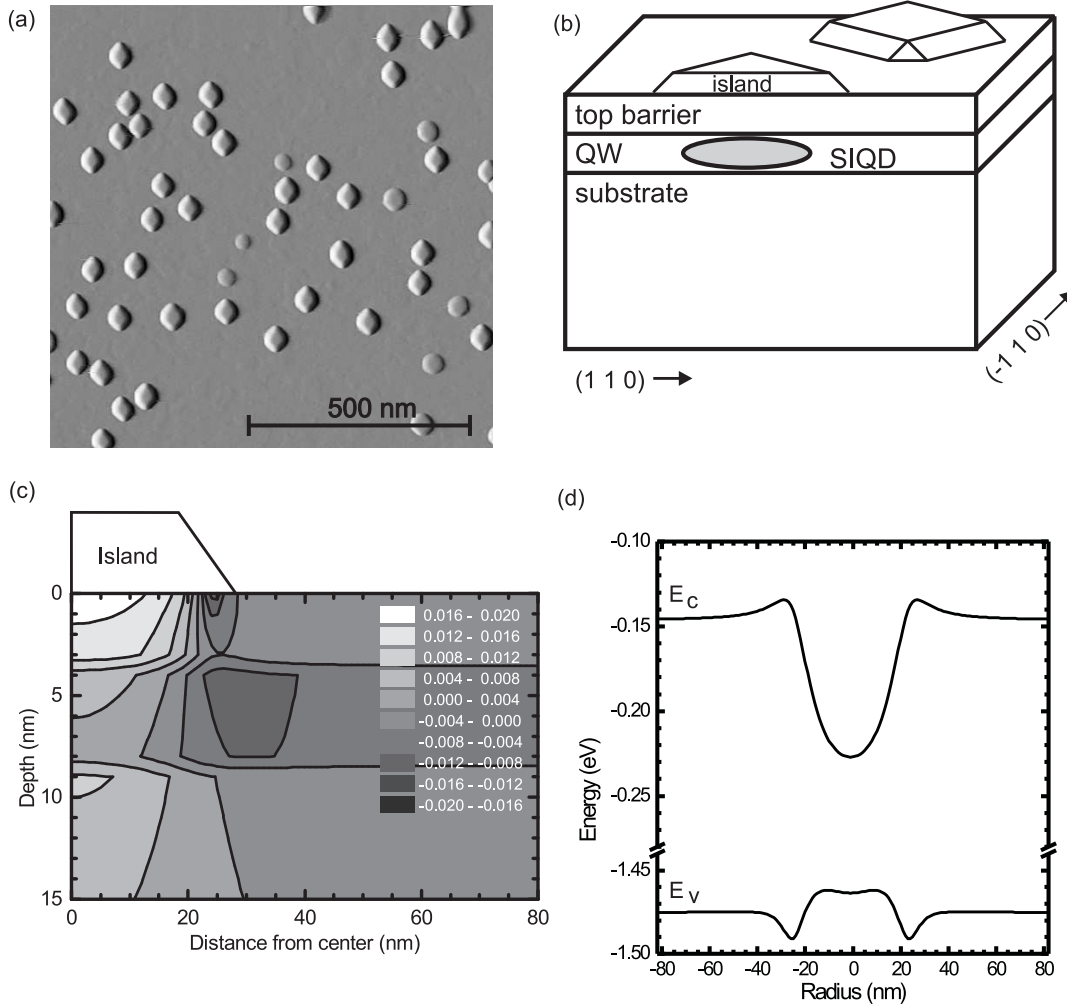 (a)
500 nm
(b)
island
top barrier
QW
SIQD
substrate
(1 1 0)
(-1 1 0)
(c)
Island
0.016 - 0.020
0.012 - 0.016
0.008 - 0.012
0.004 - 0.008
0.000 - 0.004
-0.004 - 0.000
-0.008 - -0.004
-0.012 - -0.008
-0.016 - -0.012
-0.020 - -0.016
0
5
10
15
Depth (nm)
0 20 40 60 80
Distance from center (nm)
(d)
-0.10
-0.15
-0.20
-0.25
-1.45
-1.50
Energy (eV)
E c
E v
-80 -60 -40 -20 0 20 40 60 80
Radius (nm)